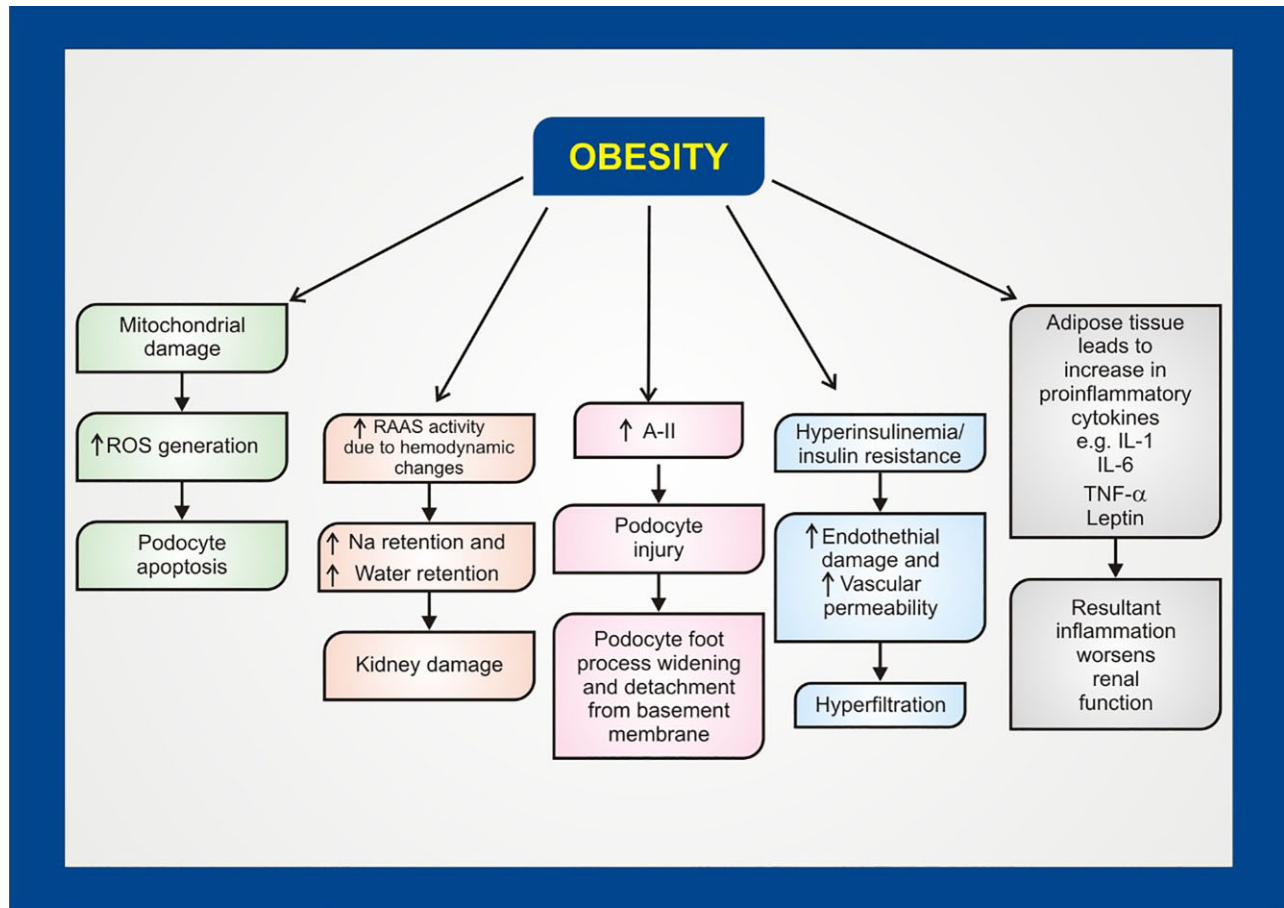 OBESITY
Mitochondrial
damage
↑ROS generation
Podocyte
apoptosis
↑ RAAS activity
due to hemodynamic
changes
↑ Na retention and
↑ Water retention
Kidney damage
↑ A-II
Podocyte
injury
Podocyte foot
process widening
and detachment
from basement
membrane
Hyperinsulinemia/
insulin resistance
↑ Endothethial
damage and
↑ Vascular
permeability
Hyperfiltration
Adipose tissue
leads to
increase in
proinflammatory
cytokines
e.g. IL-1
IL-6
TNF-α
Leptin
Resultant
inflammation
worsens
renal
function